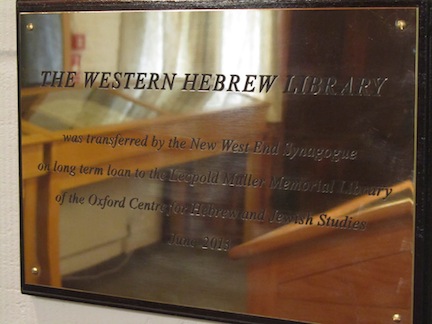 THE WESTERN HEBREW LIBRARY
was transferred by the New West End Synagogue
on long term loan to the Leopold Muller Memorial Library
of the Oxford Centre for Hebrew and Jewish Studies
June 2011